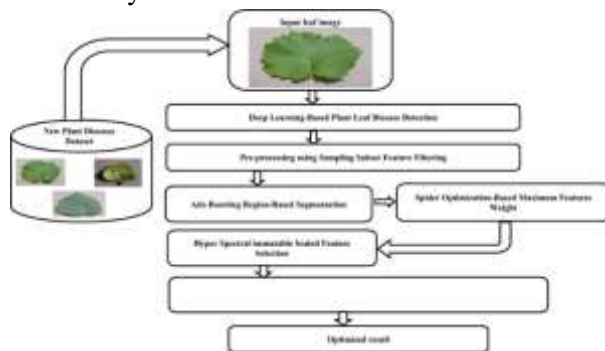 Input leaf image
New Plant Diseases
Dataset
Deep Learning-Based Plant Leaf Disease Detection
Pre-processing using Sampling Feature Filtering
Ada Boosting Region-Based Segmentation
Spider Optimization-Based Maximum Features
Weight
Hyper Spectral Immutable Scaled Feature
Selection
Optimized result